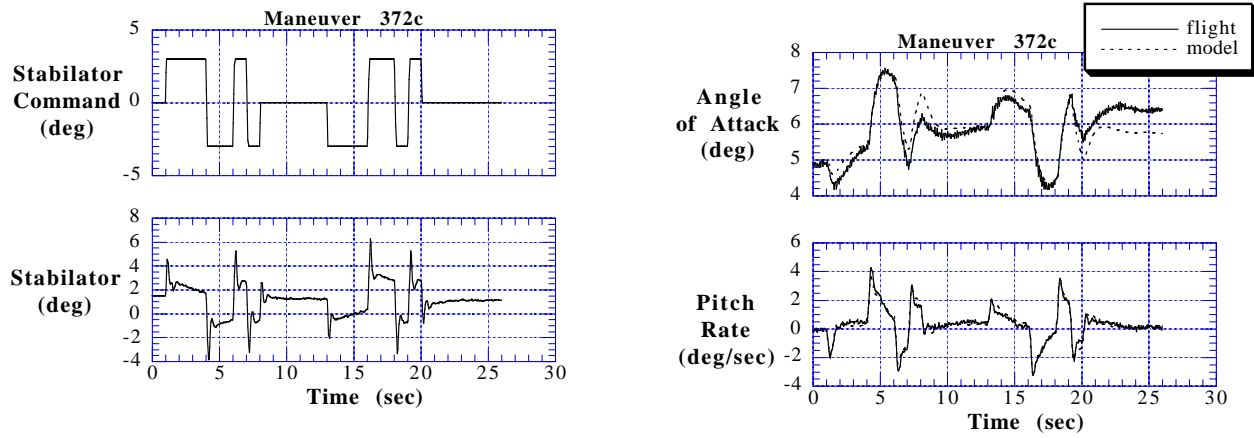 Maneuver 372c
5
0
-5
Stabilator
Command
(deg)
8
6
4
2
0
-2
-4
Stabilator
(deg)
0 5 10 15 20 25 30
Time (sec)
flight
model
Maneuver 372c
8
7
6
5
4
Angle
of Attack
(deg)
6
4
2
0
-2
-4
Pitch
Rate
(deg/sec)
0 5 10 15 20 25 30
Time (sec)